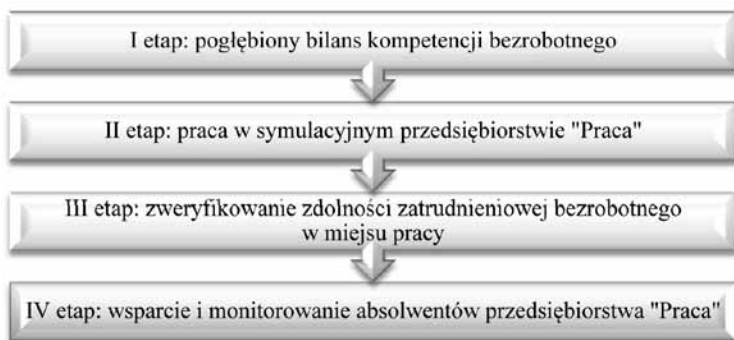 I etap: pogłębiony bilans kompetencji bezrobotnego
II etap: praca w symulacyjnym przedsiębiorstwie "Praca"
III etap: zweryfikowanie zdolności zatrudnieniowej bezrobotnego
w miejsu pracy
IV etap: wsparcie i monitorowanie absolwentów przedsiębiorstwa "Praca"